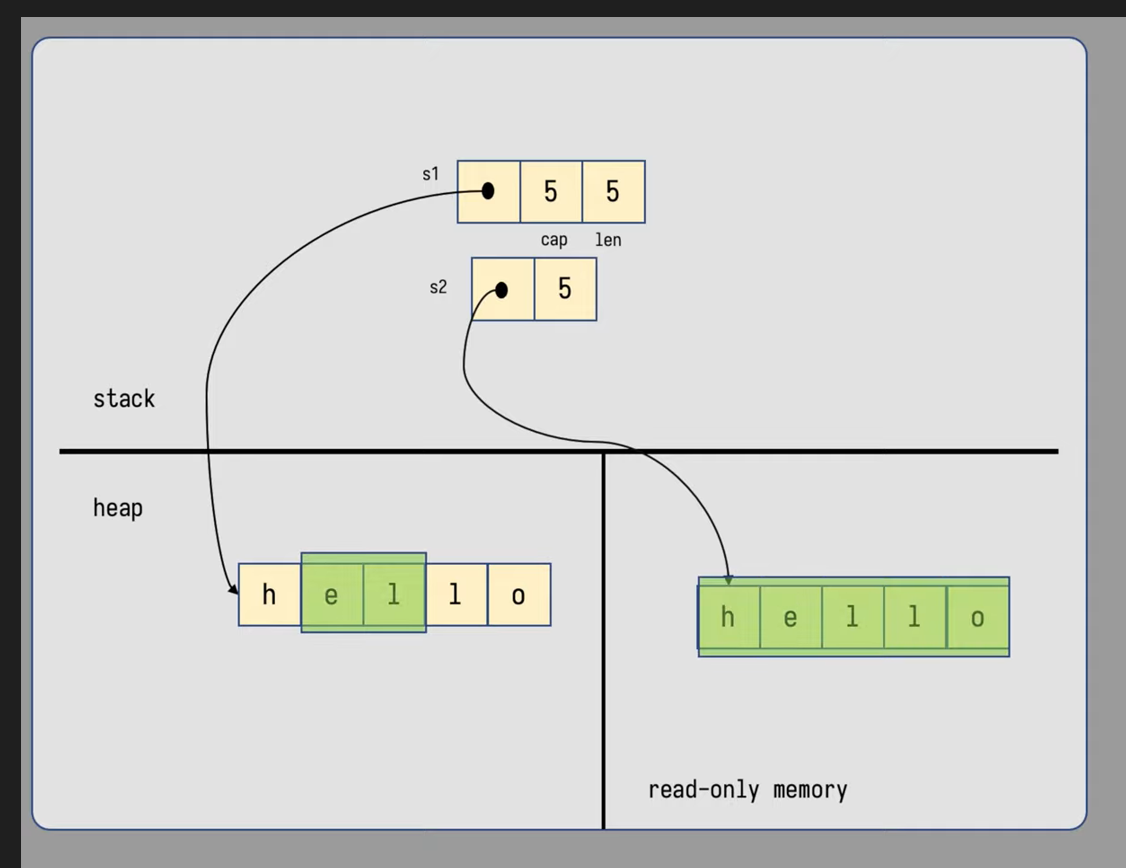 s1 5 5
cap len
s2 5
stack
heap
h e l l o
h e l l o
read-only memory